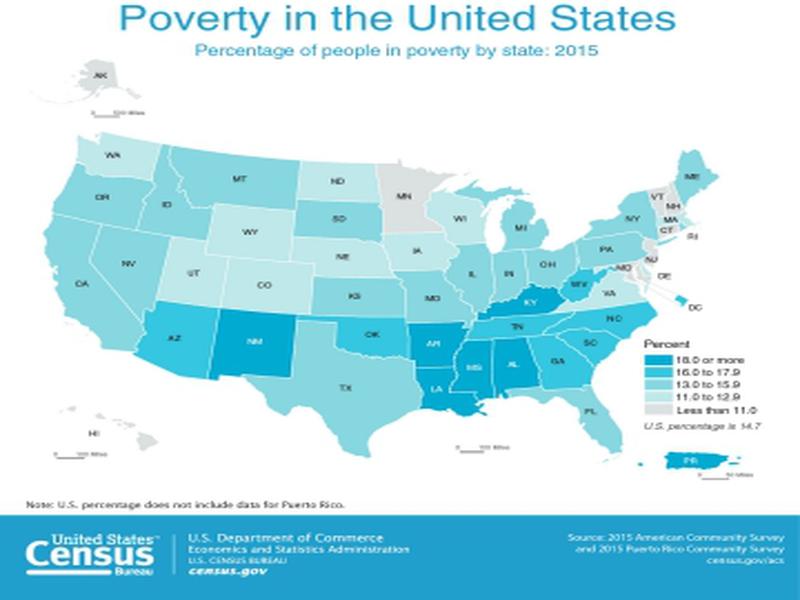 Poverty in the United States
Percentage of people in poverty by state: 2015
AK
WA
MT
ND
MN
VT
ME
OR
ID
NH
WI
SD
WY
NY
MA
CT
RI
MI
IA
NE
PA
NJ
NV
UT
CO
IL
IN
OH
MD
DE
CA
WV
VA
KS
MO
KY
DC
NC
TN
AZ
NM
OK
AR
SC
MS
AL
GA
TX
LA
FL
HI
Percent
18.0 or more
16.0 to 17.9
13.0 to 15.9
11.0 to 12.9
Less than 11.0
U.S. percentage is 14.7
PR
Note: U.S. percentage does not include data for Puerto Rico.
United States™
Census
Bureau
U.S. Department of Commerce
Economics and Statistics Administration
U.S. CENSUS BUREAU
census.gov
Source: 2015 American Community Survey
and 2015 Puerto Rico Community Survey
census.gov/acs